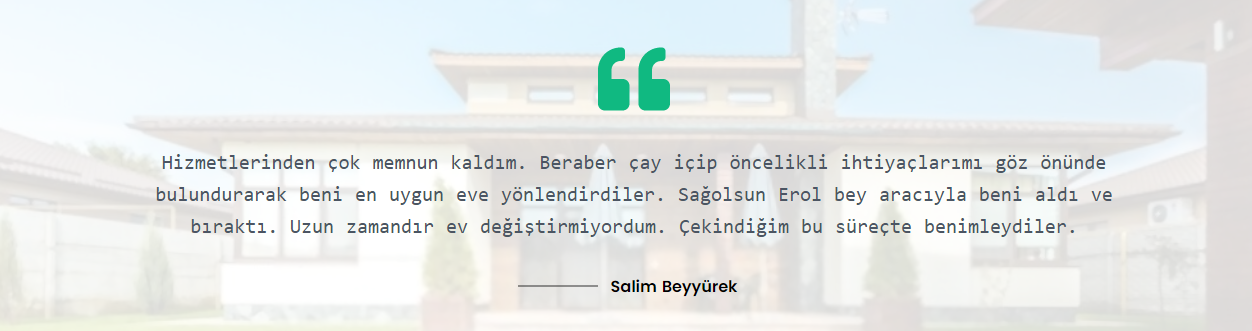 Hizmetlerinden çok memnun kaldım. Beraber çay içip öncelikli ihtiyaçlarımı göz önünde
bulundurarak beni en uygun eve yönlendirdiler. Sağolsun Erol bey aracıyla beni aldı ve
bıraktı. Uzun zamandır ev değiştirmiyordum. Çekindiğim bu süreçte benimleydiler.
Salim Beyyürek